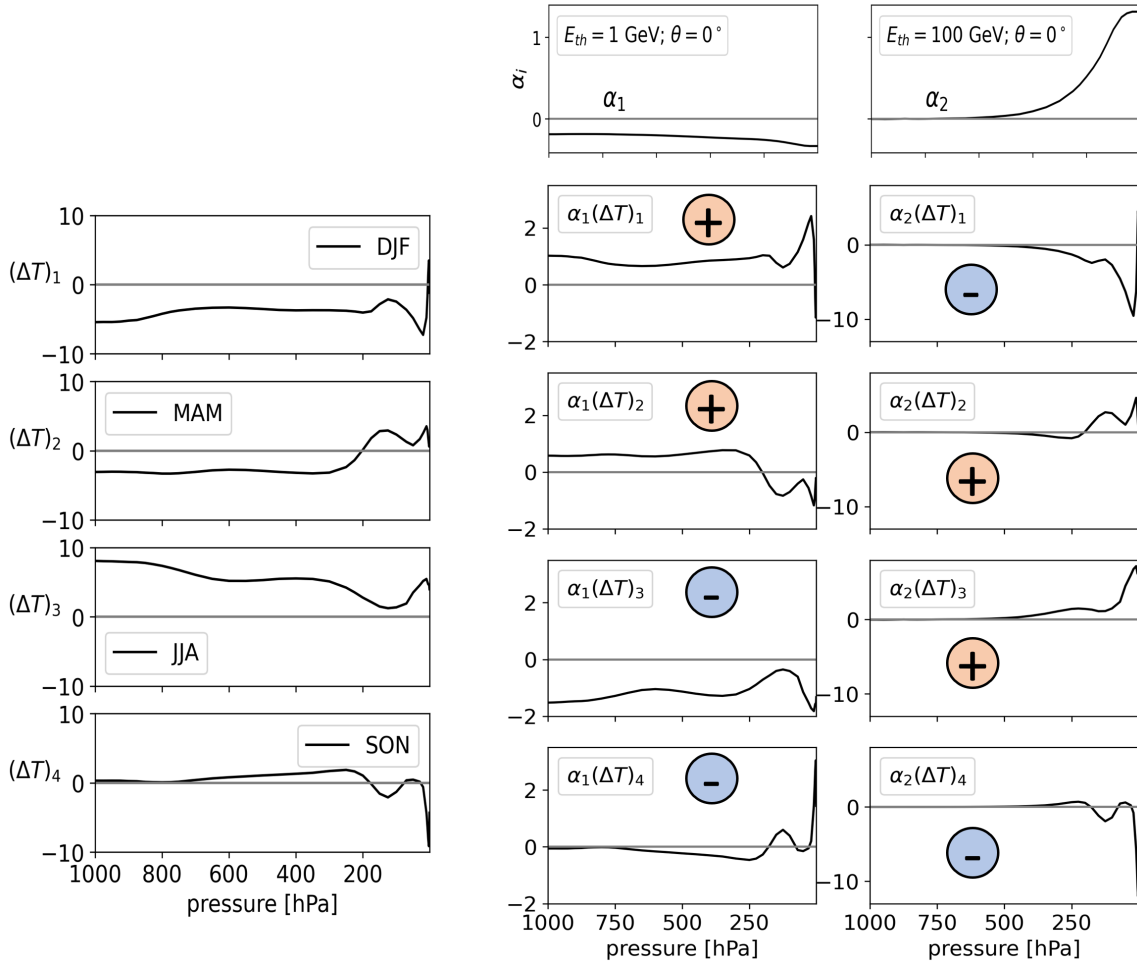 E_th = 1 GeV; θ = 0°
E_th = 100 GeV; θ = 0°
α_i
1
0
α_1
α_2
(ΔT)_1
10
0
−10
DJF
2
0
−2
α_1(ΔT)_1
+
0
−10
α_2(ΔT)_1
-
(ΔT)_2
10
0
−10
MAM
2
0
−2
α_1(ΔT)_2
+
0
−10
α_2(ΔT)_2
+
(ΔT)_3
10
0
−10
JJA
2
0
−2
α_1(ΔT)_3
-
0
−10
α_2(ΔT)_3
+
(ΔT)_4
10
0
−10
SON
2
0
−2
α_1(ΔT)_4
-
0
−10
α_2(ΔT)_4
-
1000 800 600 400 200
pressure [hPa]
1000 750 500 250
pressure [hPa]
1000 750 500 250
pressure [hPa]